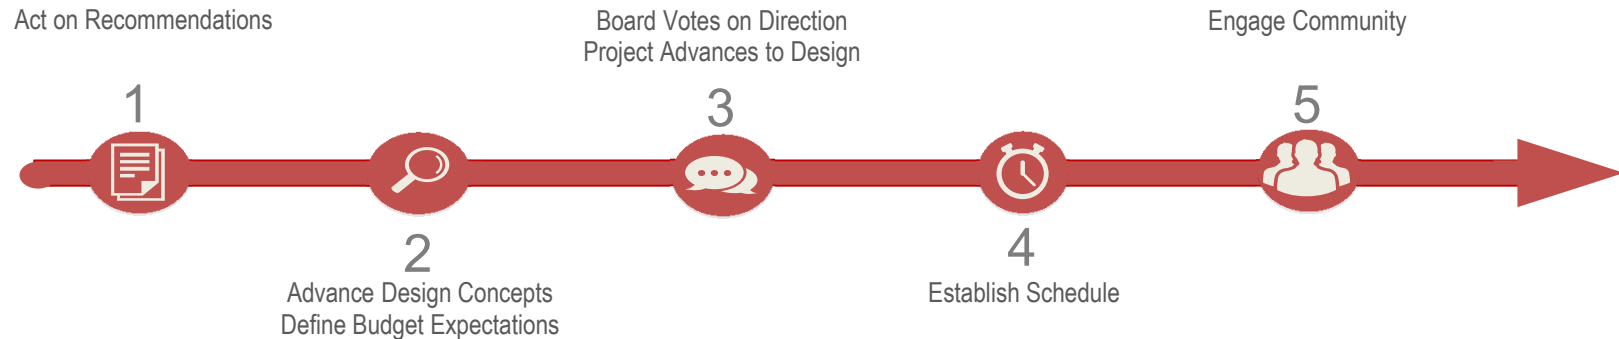 Act on Recommendations
1
2
Advance Design Concepts
Define Budget Expectations
Board Votes on Direction
Project Advances to Design
3
4
Establish Schedule
Engage Community
5